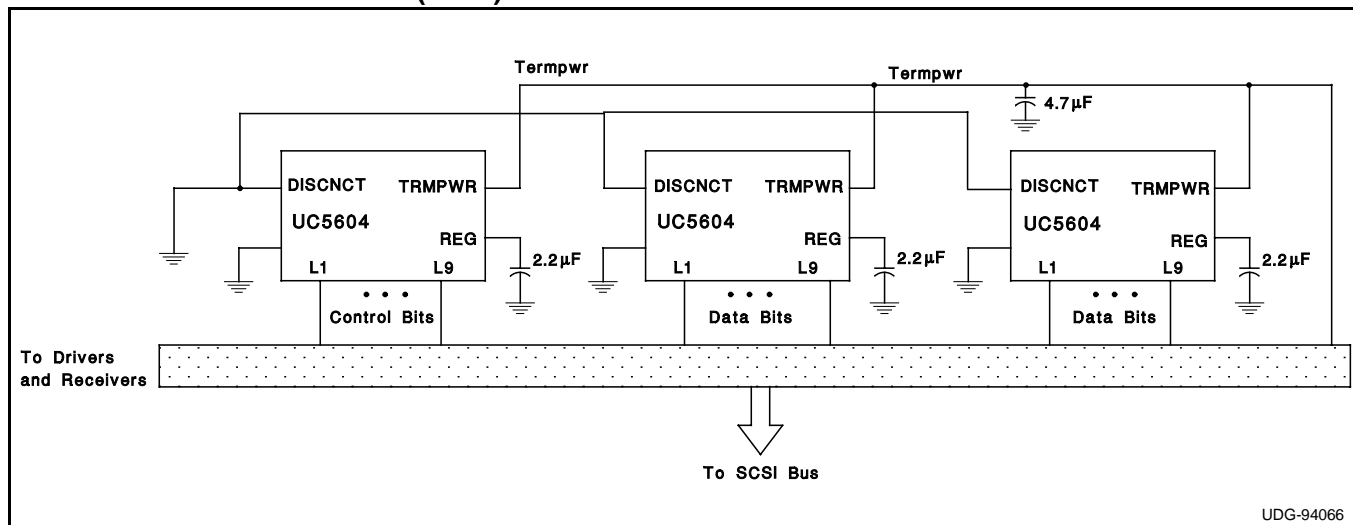 Termpwr
Termpwr
4.7µF
DISCNCT TRMPWR
UC5604
REG
L1 L9
2.2µF
Control Bits
DISCNCT TRMPWR
UC5604
REG
L1 L9
2.2µF
Data Bits
DISCNCT TRMPWR
UC5604
REG
L1 L9
2.2µF
Data Bits
To Drivers
and Receivers
To SCSI Bus
UDG-94066